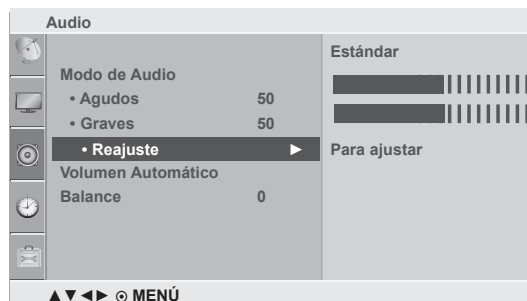 Audio
Estándar
Modo de Audio
• Agudos 50
• Graves 50
• Reajuste ► Para ajustar
Volumen Automático
Balance 0
▲▼◄► ⊙ MENÚ